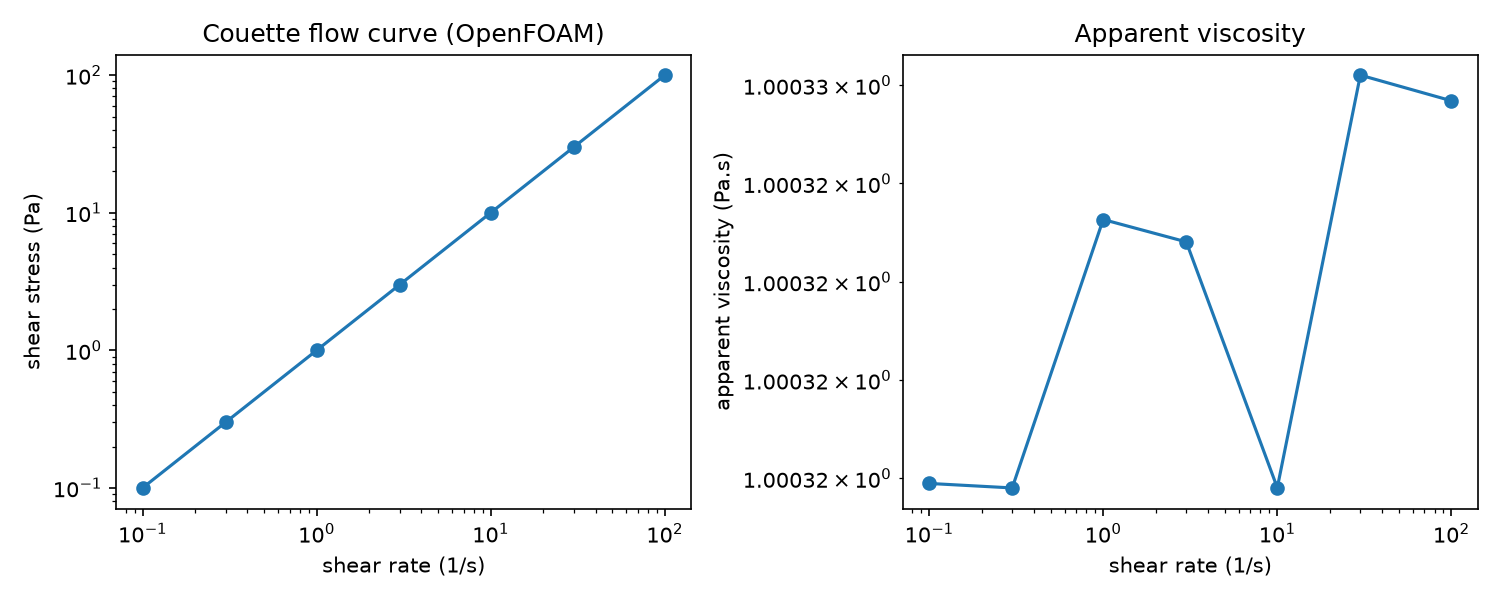 Couette flow curve (OpenFOAM)
shear stress (Pa)
10²
10¹
10⁰
10⁻¹
10⁻¹ 10⁰ 10¹ 10²
shear rate (1/s)
Apparent viscosity
apparent viscosity (Pa.s)
1.00033 × 10⁰
1.00032 × 10⁰
1.00032 × 10⁰
1.00032 × 10⁰
1.00032 × 10⁰
10⁻¹ 10⁰ 10¹ 10²
shear rate (1/s)